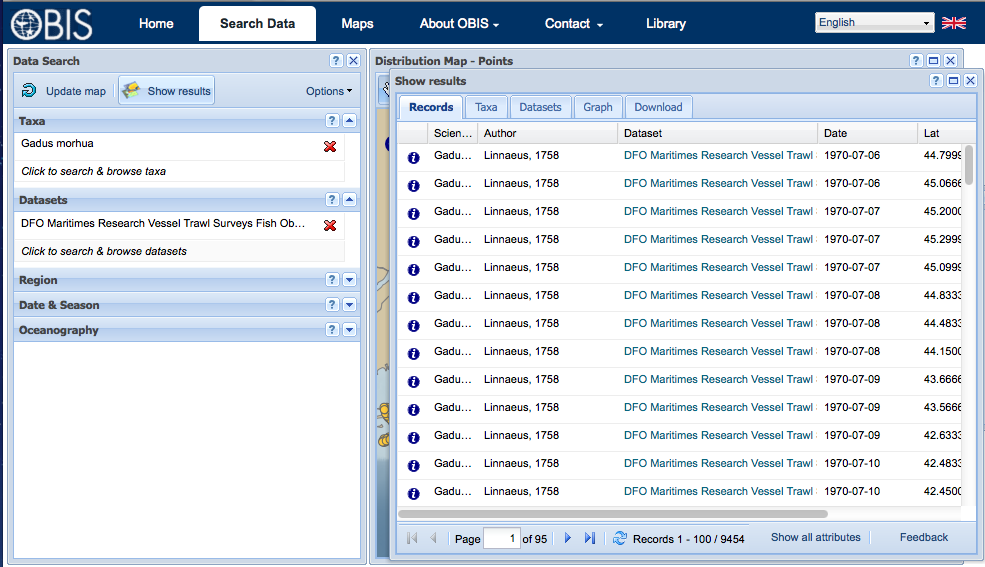 OBIS Home Search Data Maps About OBIS Contact Library English
Data Search
Update map Show results Options
Taxa
Gadus morhua
Click to search & browse taxa
Datasets
DFO Maritimes Research Vessel Trawl Surveys Fish Ob...
Click to search & browse datasets
Region
Date & Season
Oceanography
Distribution Map - Points
Show results
Records Taxa Datasets Graph Download
Scien... Author Dataset Date Lat
Gadu... Linnaeus, 1758 DFO Maritimes Research Vessel Trawl 1970-07-06 44.7999
Gadu... Linnaeus, 1758 DFO Maritimes Research Vessel Trawl 1970-07-06 45.0666
Gadu... Linnaeus, 1758 DFO Maritimes Research Vessel Trawl 1970-07-07 45.2000
Gadu... Linnaeus, 1758 DFO Maritimes Research Vessel Trawl 1970-07-07 45.2999
Gadu... Linnaeus, 1758 DFO Maritimes Research Vessel Trawl 1970-07-07 45.0999
Gadu... Linnaeus, 1758 DFO Maritimes Research Vessel Trawl 1970-07-08 44.8333
Gadu... Linnaeus, 1758 DFO Maritimes Research Vessel Trawl 1970-07-08 44.4833
Gadu... Linnaeus, 1758 DFO Maritimes Research Vessel Trawl 1970-07-08 44.1500
Gadu... Linnaeus, 1758 DFO Maritimes Research Vessel Trawl 1970-07-09 43.6666
Gadu... Linnaeus, 1758 DFO Maritimes Research Vessel Trawl 1970-07-09 43.5666
Gadu... Linnaeus, 1758 DFO Maritimes Research Vessel Trawl 1970-07-09 42.6333
Gadu... Linnaeus, 1758 DFO Maritimes Research Vessel Trawl 1970-07-10 42.4833
Gadu... Linnaeus, 1758 DFO Maritimes Research Vessel Trawl 1970-07-10 42.4500
Page 1 of 95 Records 1 - 100 / 9454 Show all attributes Feedback